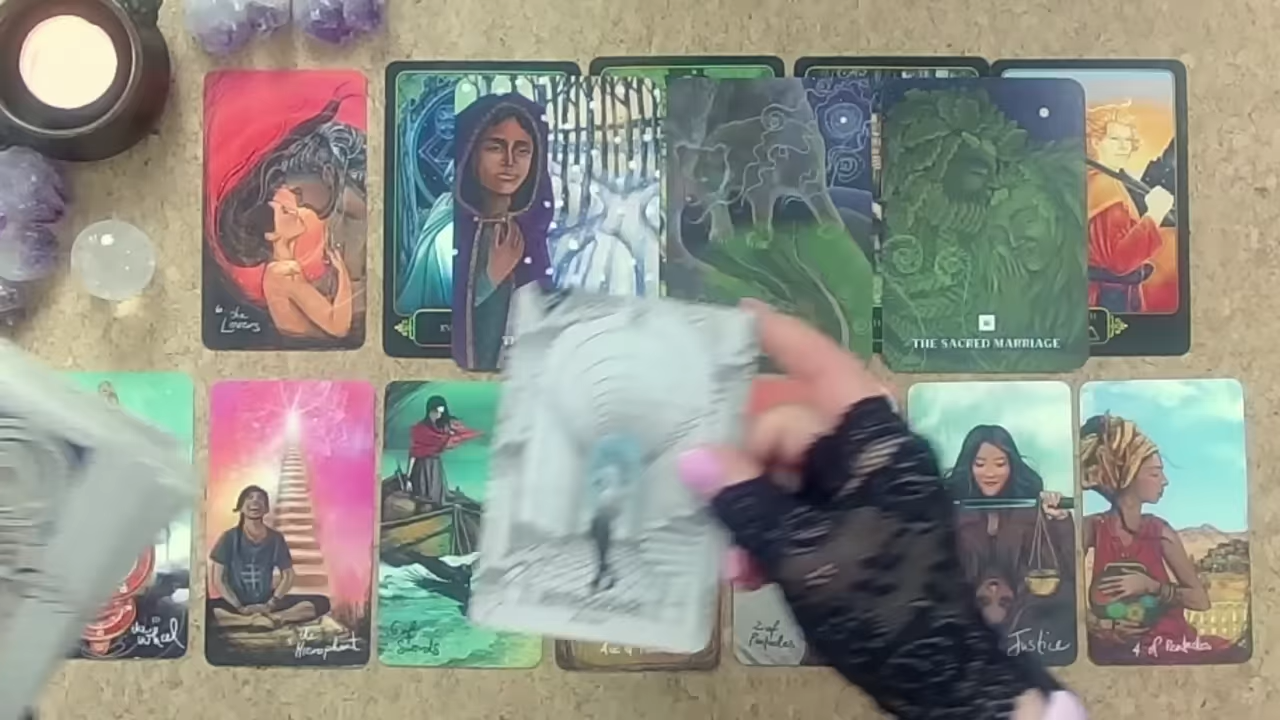 6. the
Lovers
THE SACRED MARRIAGE
the
Wheel
the
Hierophant
6 of
Swords
2 of
Pentacles
Justice
4 of Pentacles